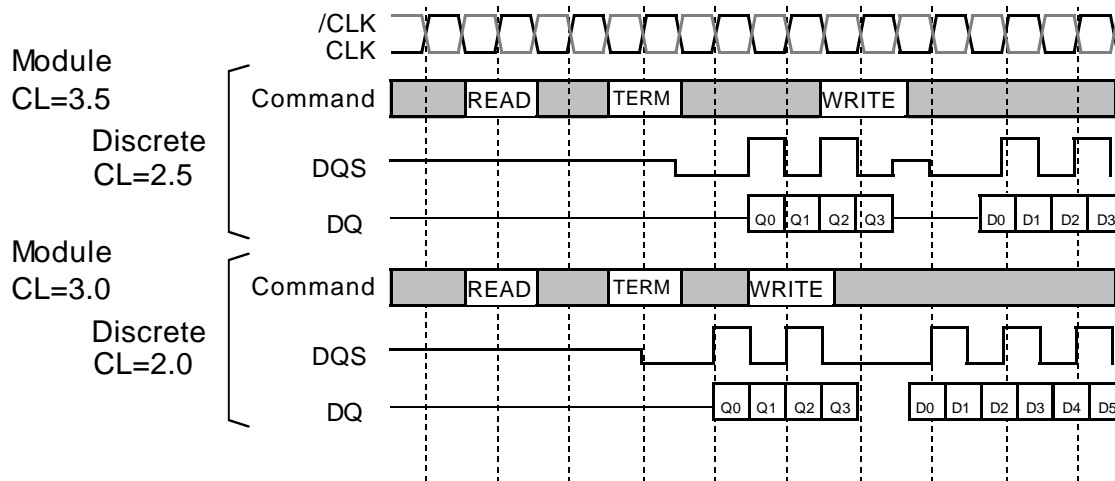 /CLK
CLK
Module
CL=3.5
Discrete
CL=2.5
Command READ TERM WRITE
DQS
DQ Q0 Q1 Q2 Q3 D0 D1 D2 D3
Module
CL=3.0
Discrete
CL=2.0
Command READ TERM WRITE
DQS
DQ Q0 Q1 Q2 Q3 D0 D1 D2 D3 D4 D5